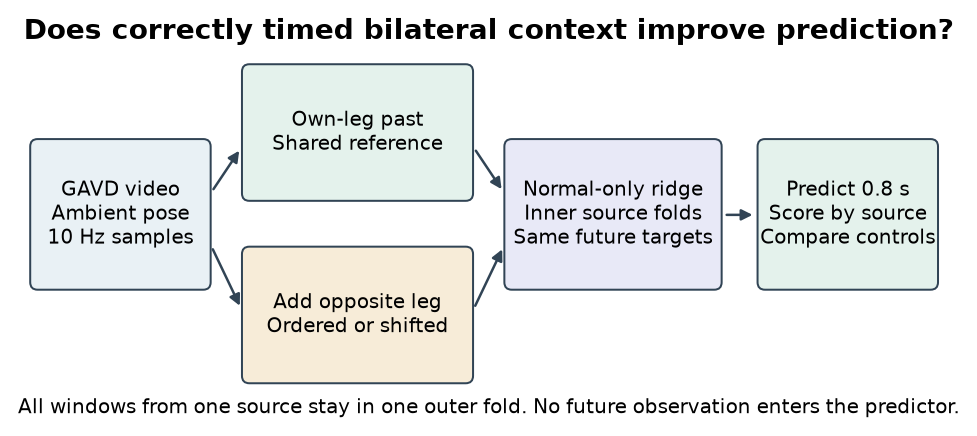 Does correctly timed bilateral context improve prediction?
Own-leg past
Shared reference
GAVD video
Ambient pose
10 Hz samples
Add opposite leg
Ordered or shifted
Normal-only ridge
Inner source folds
Same future targets
Predict 0.8 s
Score by source
Compare controls
All windows from one source stay in one outer fold. No future observation enters the predictor.